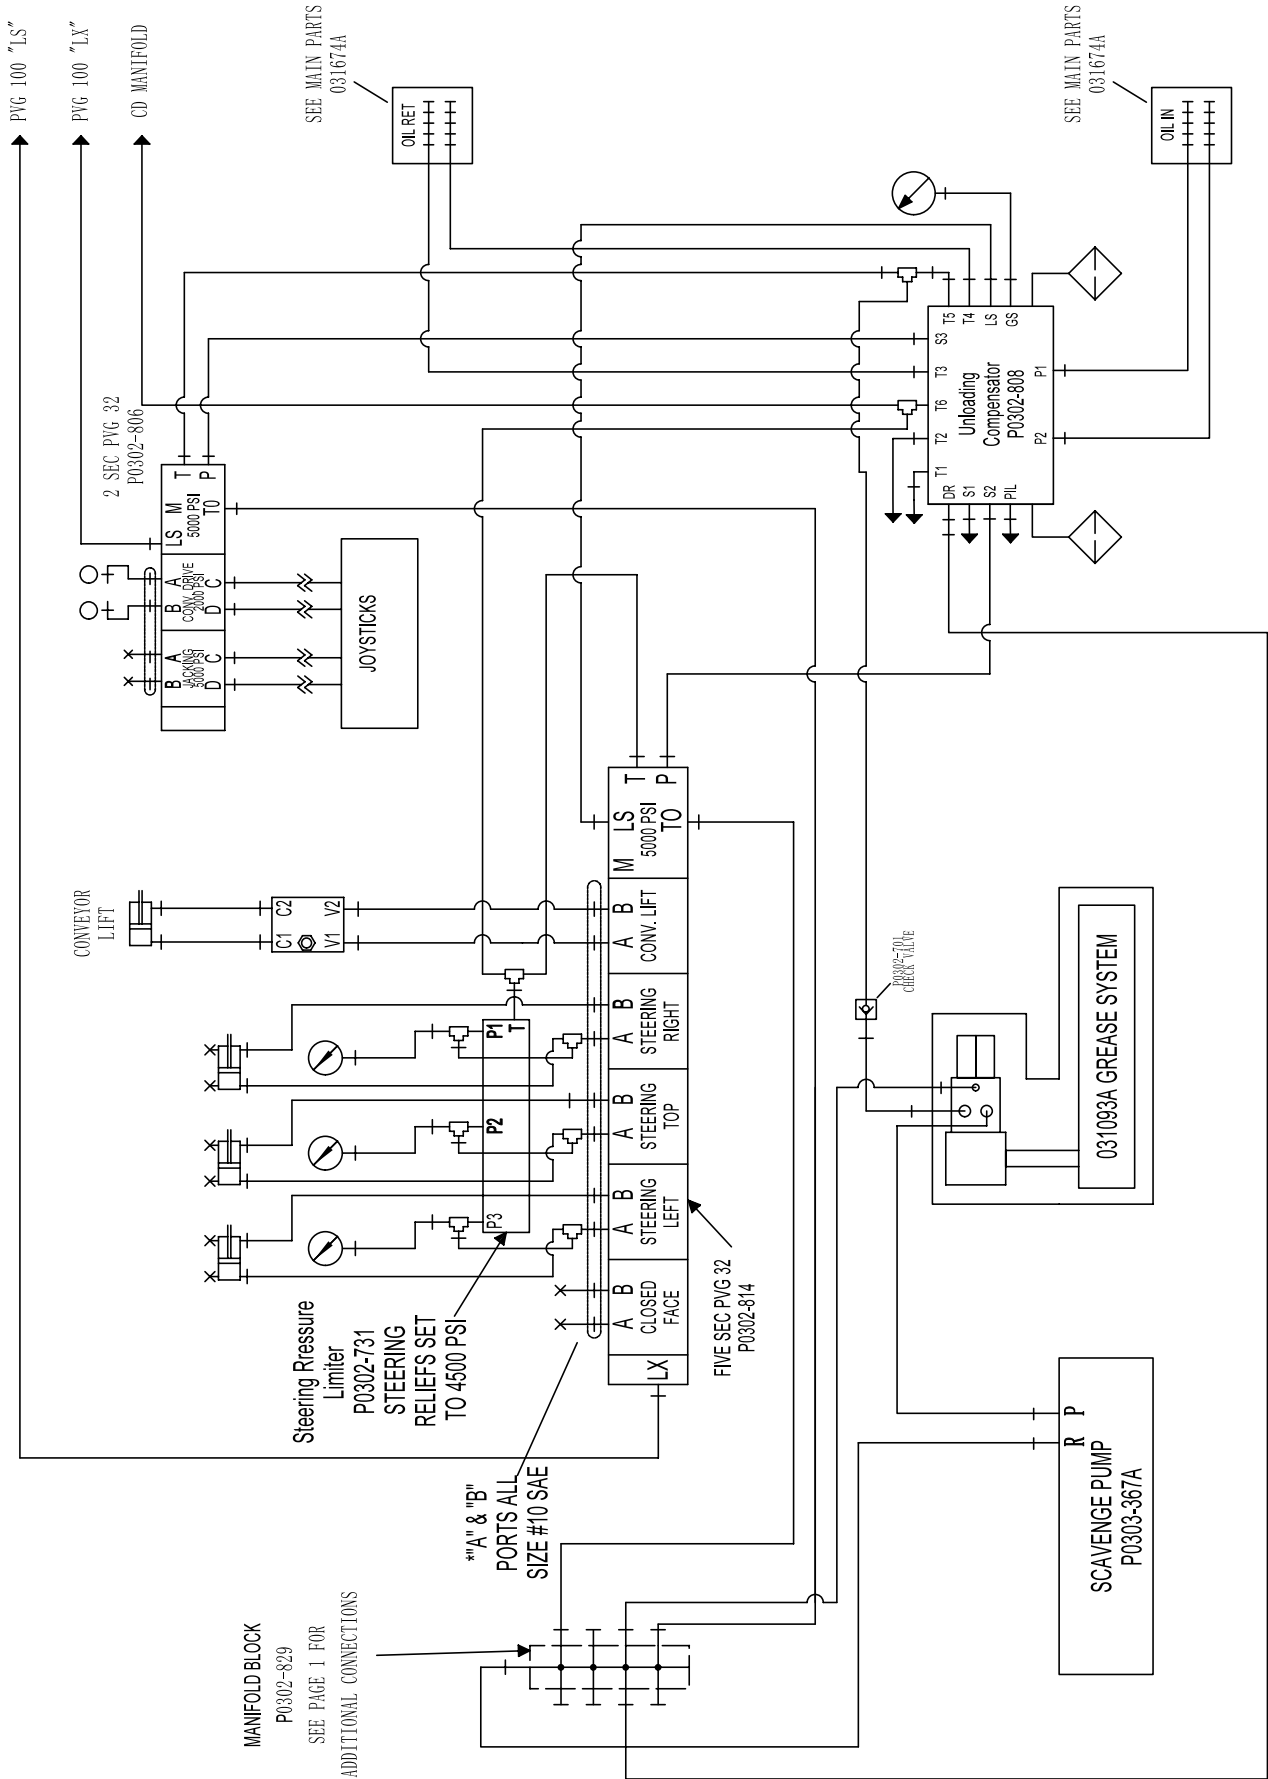 PVG 100 "LS"
PVG 100 "LX"
CD MANIFOLD
SEE MAIN PARTS
031674A
OIL RET
SEE MAIN PARTS
031674A
OIL IN
2 SEC PVG 32
P0302-806
LS M
5000 PSI
TO
T
P
A
B
CONV. DRIVE
2000 PSI
C
D
A
B
JACKING
5000 PSI
C
D
JOYSTICKS
T5
T4
LS
GS
S3
T3
T6
T2
T1
Unloading
Compensator
P0302-808
P1
P2
DR
S1
S2
PIL
CONVEYOR
LIFT
C1 C2
V1 V2
M LS
5000 PSI
TO
T
P
A B
CONV. LIFT
A B
STEERING
RIGHT
A B
STEERING
TOP
A B
STEERING
LEFT
A B
CLOSED
FACE
LX
P1
T
P2
P3
Steering Rressure
Limiter
P0302-731
STEERING
RELIEFS SET
TO 4500 PSI
FIVE SEC PVG 32
P0302-814
*"A" & "B"
PORTS ALL
SIZE #10 SAE
P0302-701
CHECK VALVE
031093A GREASE SYSTEM
R P
SCAVENGE PUMP
P0303-367A
MANIFOLD BLOCK
P0302-829
SEE PAGE 1 FOR
ADDITIONAL CONNECTIONS